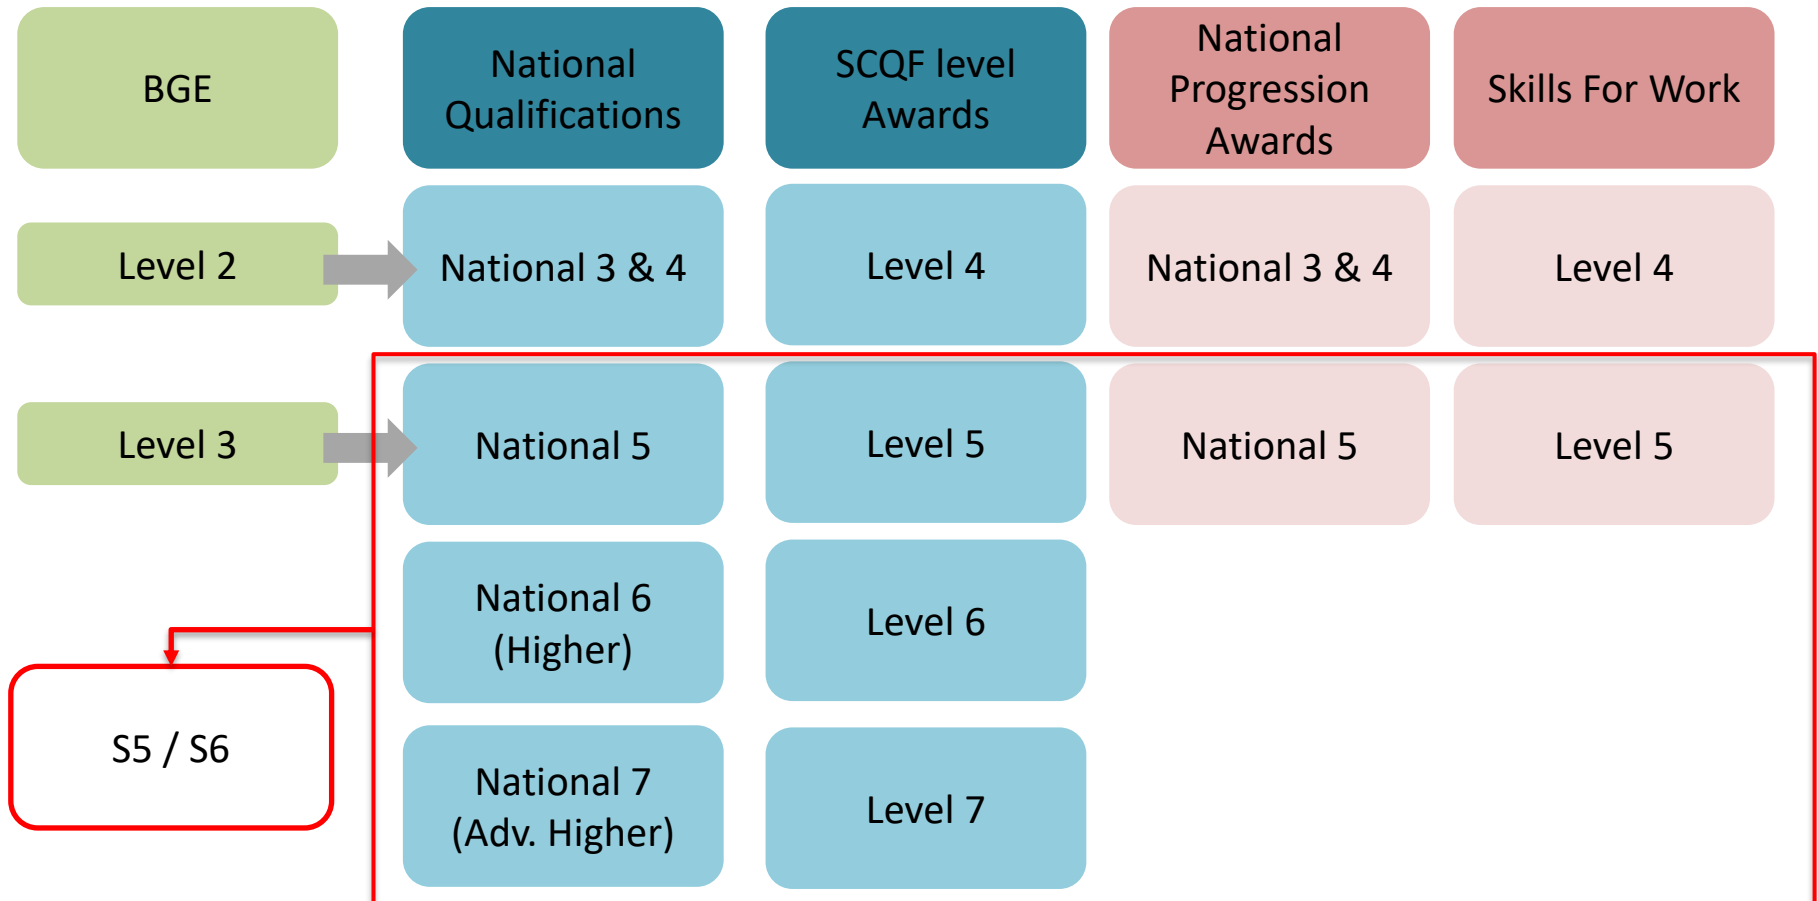 BGE
National
Qualifications
SCQF level
Awards
National
Progression
Awards
Skills For Work
Level 2
National 3 & 4
Level 4
National 3 & 4
Level 4
Level 3
National 5
Level 5
National 5
Level 5
National 6
(Higher)
Level 6
S5 / S6
National 7
(Adv. Higher)
Level 7